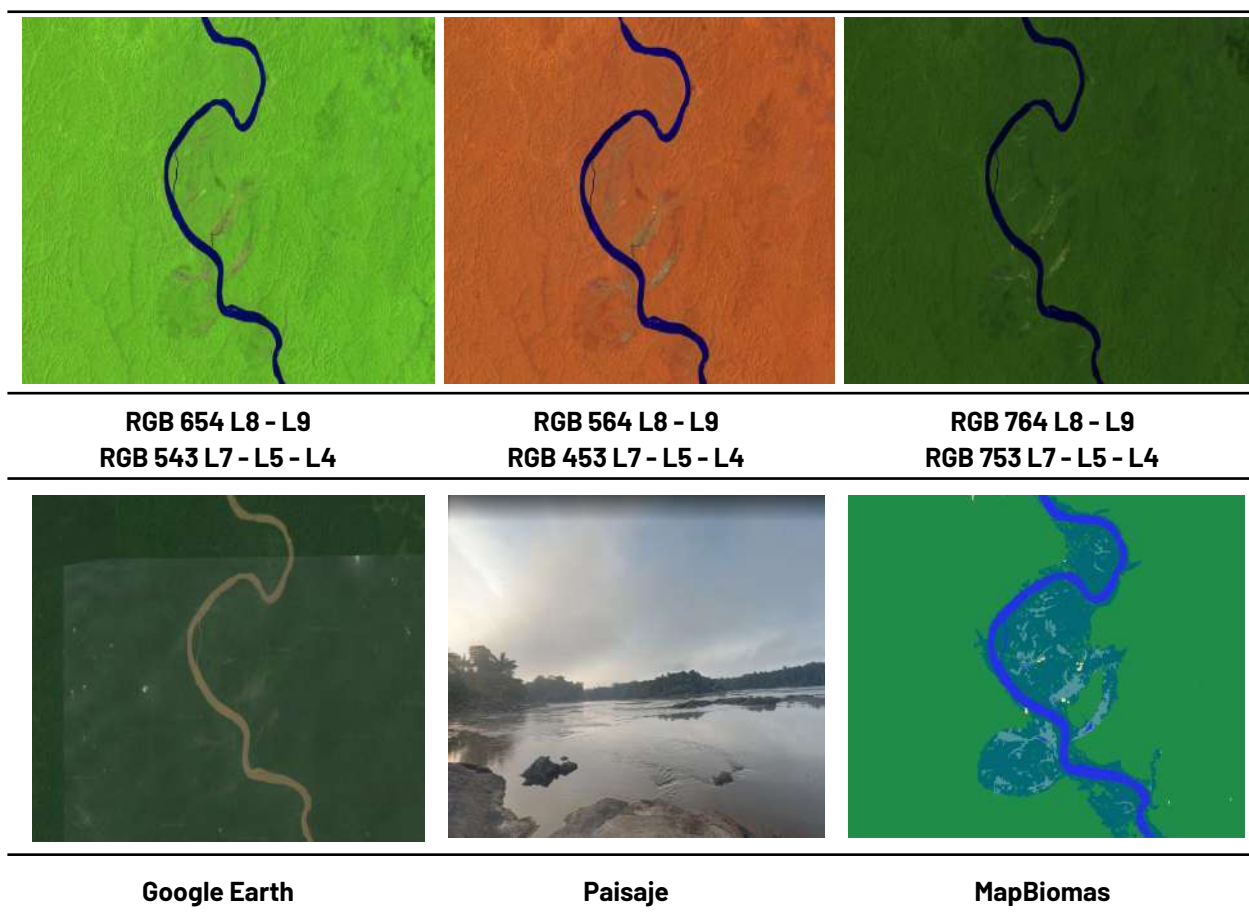 RGB 654 L8 - L9
RGB 543 L7 - L5 - L4
RGB 564 L8 - L9
RGB 453 L7 - L5 - L4
RGB 764 L8 - L9
RGB 753 L7 - L5 - L4
Google Earth
Paisaje
MapBiomas